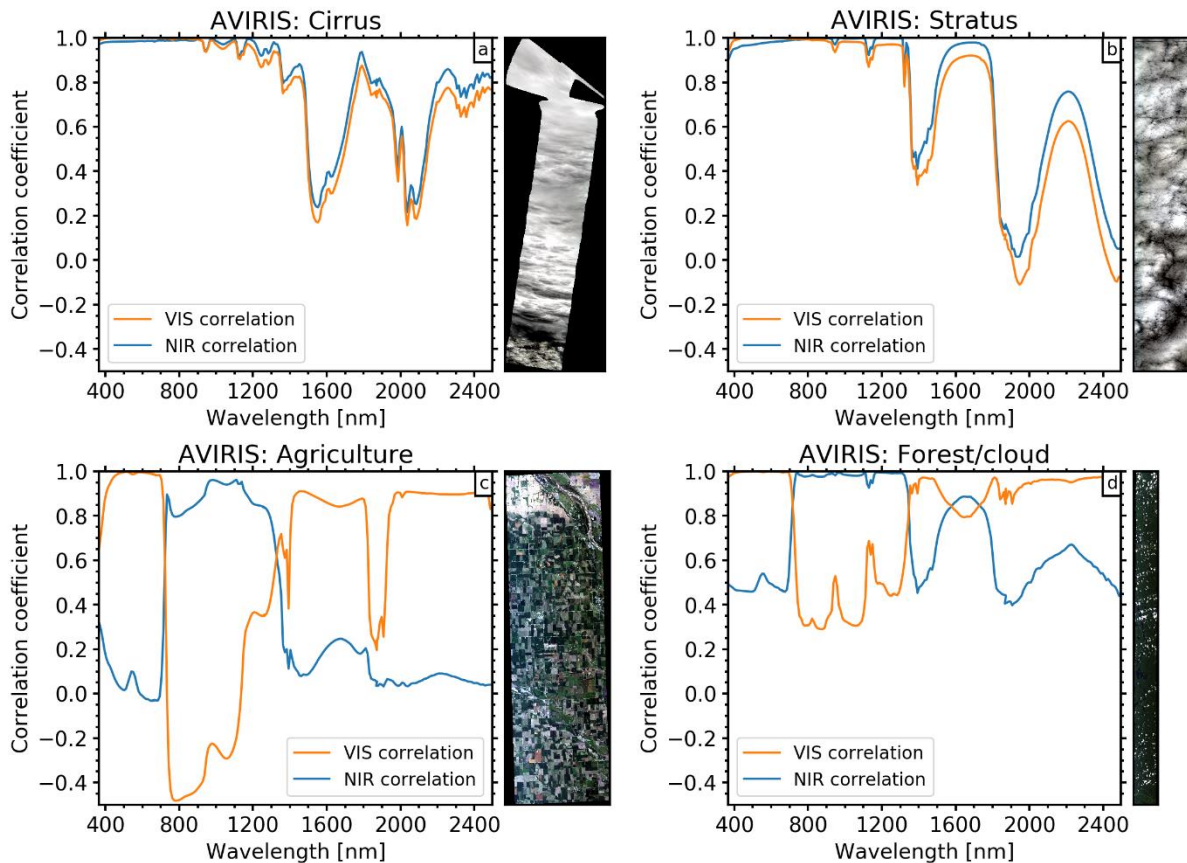 AVIRIS: Cirrus
1.0
0.8
0.6
0.4
0.2
0.0
−0.2
−0.4
Correlation coefficient
a
VIS correlation
NIR correlation
400 800 1200 1600 2000 2400
Wavelength [nm]
AVIRIS: Stratus
1.0
0.8
0.6
0.4
0.2
0.0
−0.2
−0.4
Correlation coefficient
b
VIS correlation
NIR correlation
400 800 1200 1600 2000 2400
Wavelength [nm]
AVIRIS: Agriculture
1.0
0.8
0.6
0.4
0.2
0.0
−0.2
−0.4
Correlation coefficient
c
VIS correlation
NIR correlation
400 800 1200 1600 2000 2400
Wavelength [nm]
AVIRIS: Forest/cloud
1.0
0.8
0.6
0.4
0.2
0.0
−0.2
−0.4
Correlation coefficient
d
VIS correlation
NIR correlation
400 800 1200 1600 2000 2400
Wavelength [nm]